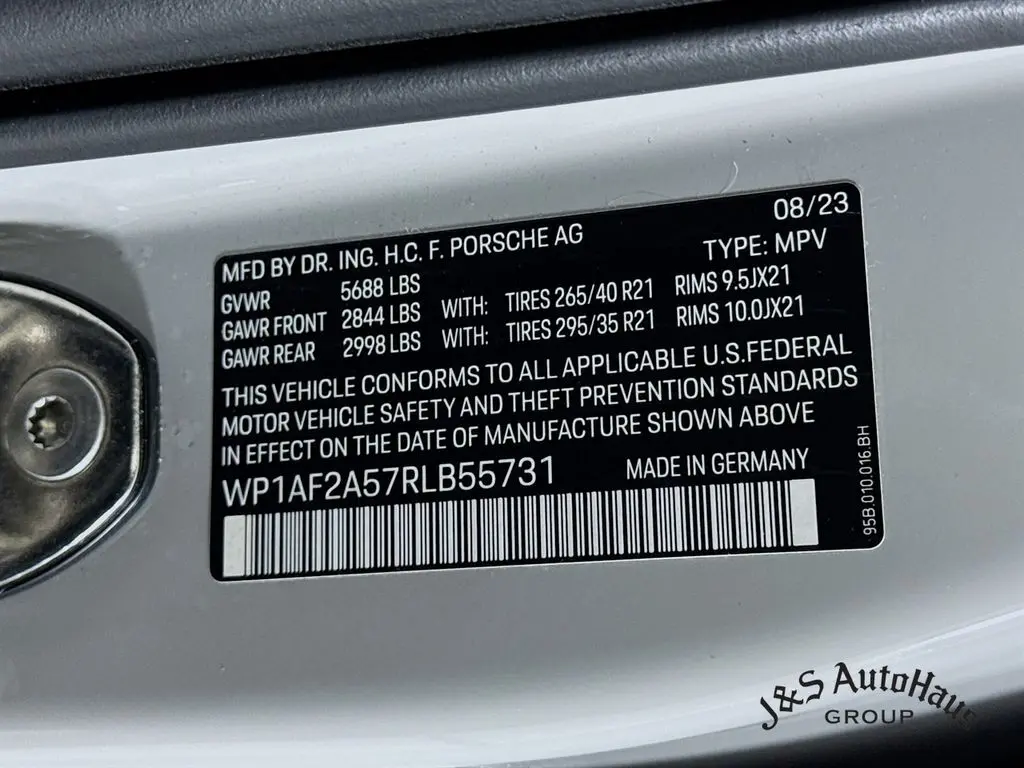 08/23
MFD BY DR. ING. H.C. F. PORSCHE AG TYPE: MPV
GVWR 5688 LBS
GAWR FRONT 2844 LBS WITH: TIRES 265/40 R21 RIMS 9.5JX21
GAWR REAR 2998 LBS WITH: TIRES 295/35 R21 RIMS 10.0JX21
THIS VEHICLE CONFORMS TO ALL APPLICABLE U.S.FEDERAL
MOTOR VEHICLE SAFETY AND THEFT PREVENTION STANDARDS
IN EFFECT ON THE DATE OF MANUFACTURE SHOWN ABOVE
WP1AF2A57RLB55731 MADE IN GERMANY
95B.010.016.BH
J&S AutoHau
GROUP